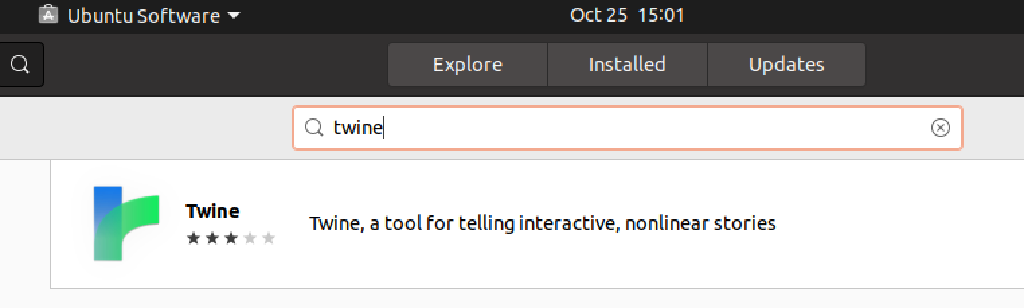 Ubuntu Software Oct 25 15:01
Explore Installed Updates
twine
Twine
Twine, a tool for telling interactive, nonlinear stories